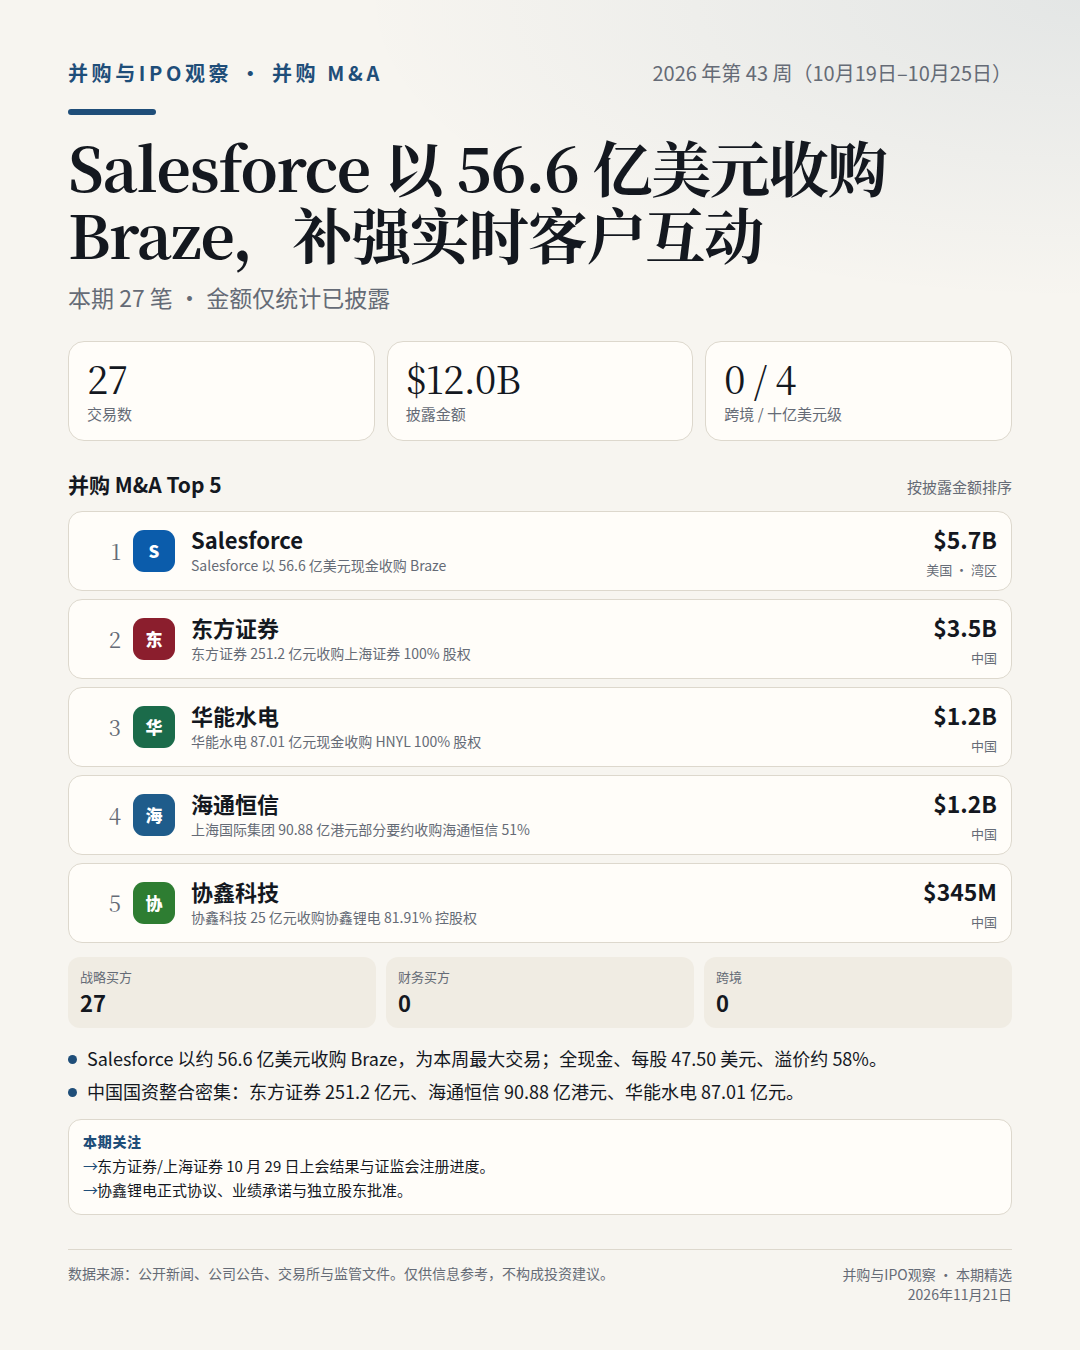 并购与IPO观察 · 并购 M&A
2026 年第 43 周（10月19日–10月25日）
Salesforce 以 56.6 亿美元收购
Braze，补强实时客户互动
本期 27 笔 · 金额仅统计已披露
27
交易数
$12.0B
披露金额
0 / 4
跨境 / 十亿美元级
并购 M&A Top 5
按披露金额排序
1
S
Salesforce
Salesforce 以 56.6 亿美元现金收购 Braze
$5.7B
美国 · 湾区
2
东
东方证券
东方证券 251.2 亿元收购上海证券 100% 股权
$3.5B
中国
3
华
华能水电
华能水电 87.01 亿元现金收购 HNYL 100% 股权
$1.2B
中国
4
海
海通恒信
上海国际集团 90.88 亿港元部分要约收购海通恒信 51%
$1.2B
中国
5
协
协鑫科技
协鑫科技 25 亿元收购协鑫锂电 81.91% 控股权
$345M
中国
战略买方
27
财务买方
0
跨境
0
Salesforce 以约 56.6 亿美元收购 Braze，为本周最大交易；全现金、每股 47.50 美元、溢价约 58%。
中国国资整合密集：东方证券 251.2 亿元、海通恒信 90.88 亿港元、华能水电 87.01 亿元。
本期关注
→东方证券/上海证券 10 月 29 日上会结果与证监会注册进度。
→协鑫锂电正式协议、业绩承诺与独立股东批准。
数据来源：公开新闻、公司公告、交易所与监管文件。仅供信息参考，不构成投资建议。
并购与IPO观察 · 本期精选
2026年11月21日